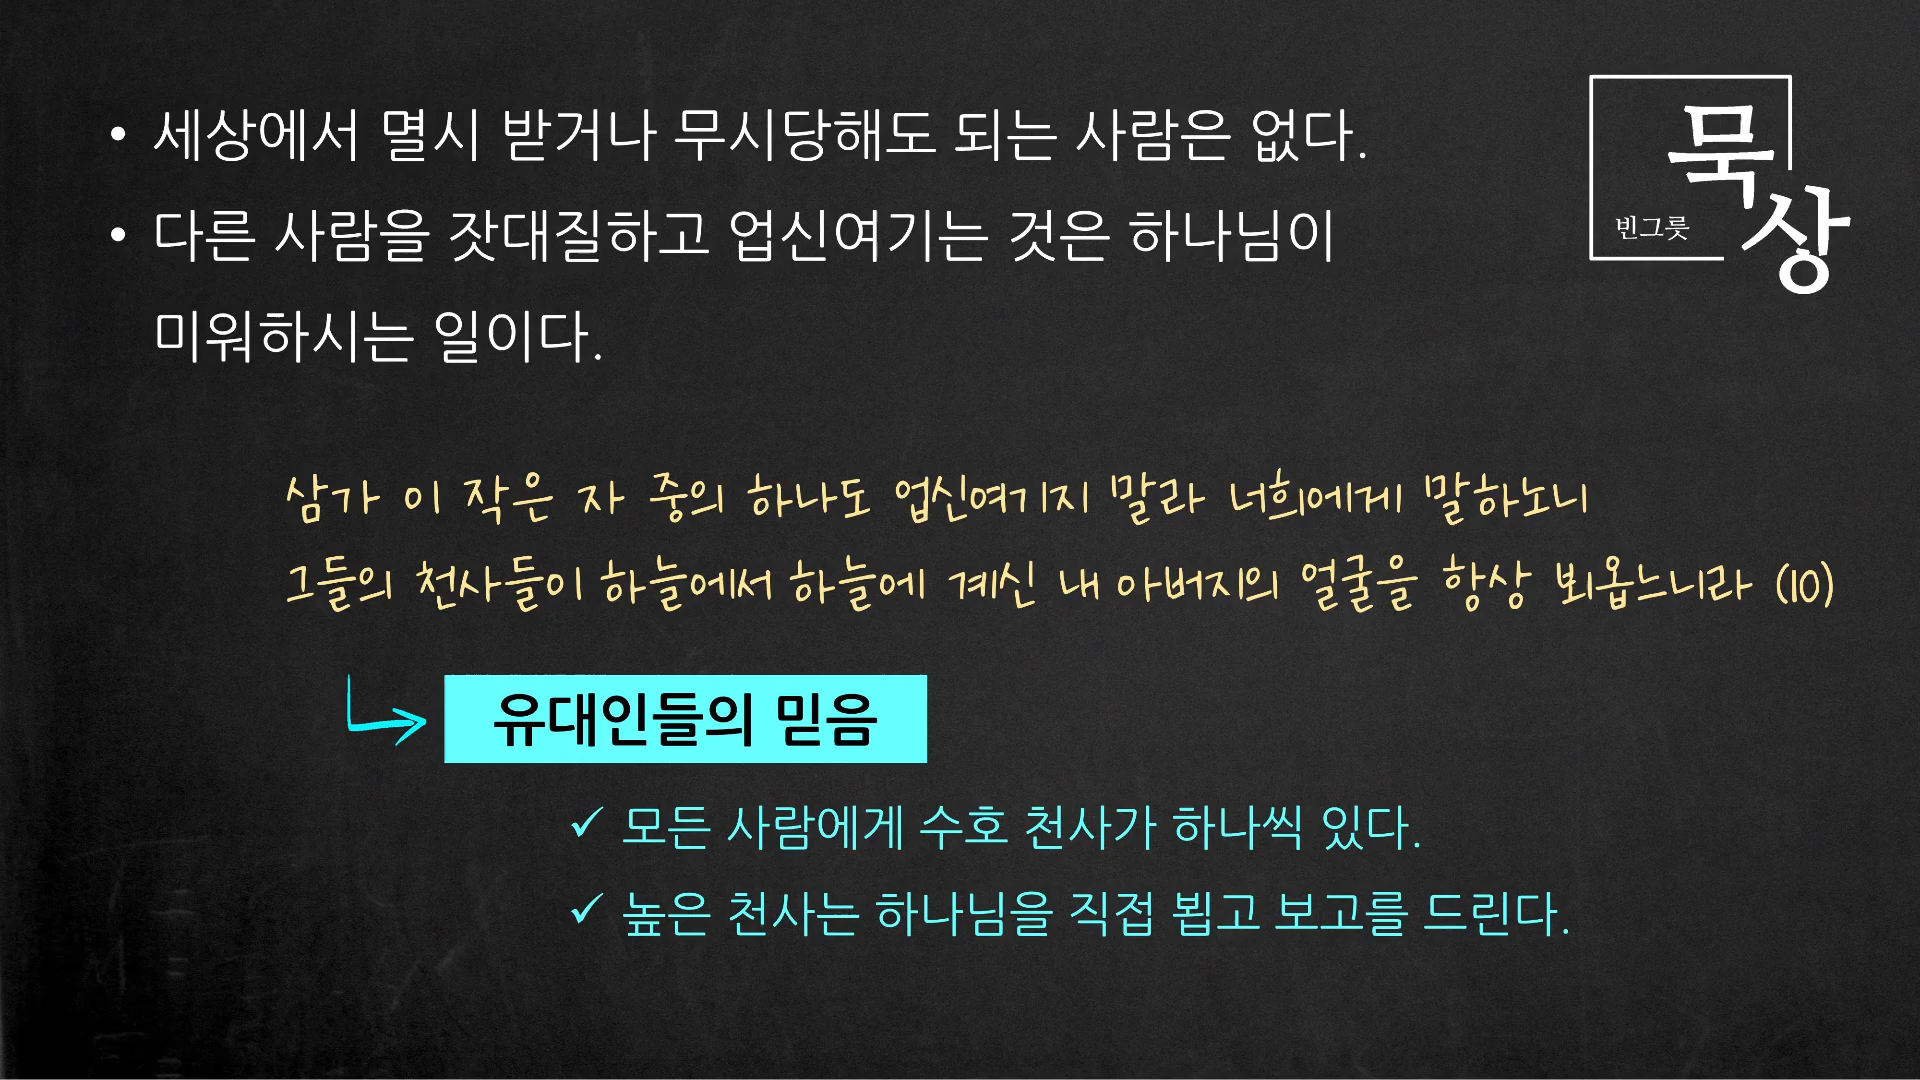 • 세상에서 멸시 받거나 무시당해도 되는 사람은 없다.
• 다른 사람을 잣대질하고 업신여기는 것은 하나님이
미워하시는 일이다.
묵상
빈그릇
삼가 이 작은 자 중의 하나도 업신여기지 말라 너희에게 말하노니
그들의 천사들이 하늘에서 하늘에 계신 내 아버지의 얼굴을 항상 뵈옵느니라 (10)
유대인들의 믿음
✓ 모든 사람에게 수호 천사가 하나씩 있다.
✓ 높은 천사는 하나님을 직접 뵙고 보고를 드린다.